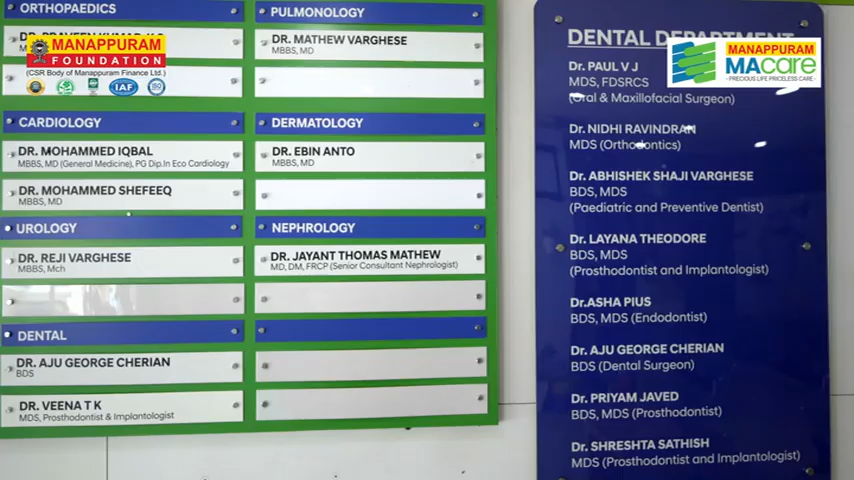 ORTHOPAEDICS
MANAPPURAM
FOUNDATION
(CSR Body of Manappuram Finance Ltd.)
IAF
ISO
CARDIOLOGY
DR. MOHAMMED IQBAL
MBBS, MD (General Medicine), PG Dip.In Eco Cardiology
DR. MOHAMMED SHEFEEQ
MBBS, MD
UROLOGY
DR. REJI VARGHESE
MBBS, Mch
DENTAL
DR. AJU GEORGE CHERIAN
BDS
DR. VEENA T K
MDS, Prosthodontist & Implantologist
PULMONOLOGY
DR. MATHEW VARGHESE
MBBS, MD
DERMATOLOGY
DR. EBIN ANTO
MBBS, MD
NEPHROLOGY
DR. JAYANT THOMAS MATHEW
MD, DM, FRCP (Senior Consultant Nephrologist)
DENTAL DEPARTMENT
MANAPPURAM
MAcare
- PRECIOUS LIFE PRICELESS CARE -
Dr. PAUL V J
MDS, FDSRCS
(Oral & Maxillofacial Surgeon)
Dr. NIDHI RAVINDRAN
MDS (Orthodontics)
Dr. ABHISHEK SHAJI VARGHESE
BDS, MDS
(Paediatric and Preventive Dentist)
Dr. LAYANA THEODORE
BDS, MDS
(Prosthodontist and Implantologist)
Dr.ASHA PIUS
BDS, MDS (Endodontist)
Dr. AJU GEORGE CHERIAN
BDS (Dental Surgeon)
Dr. PRIYAM JAVED
BDS, MDS (Prosthodontist)
Dr. SHRESHTA SATHISH
MDS (Prosthodontist and Implantologist)